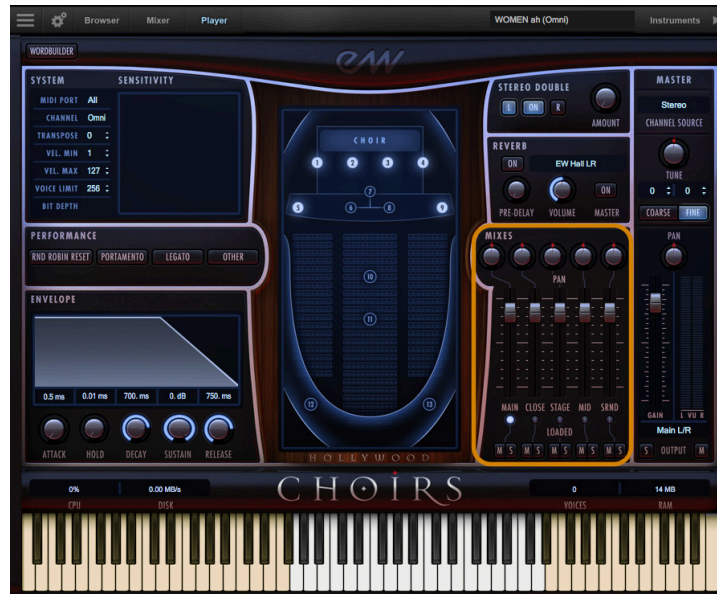 Browser Mixer Player WOMEN ah (Omni) Instruments
WORDBUILDER
EW
SYSTEM SENSITIVITY
MIDI PORT All
CHANNEL Omni
TRANSPOSE 0
VEL. MIN 1
VEL. MAX 127
VOICE LIMIT 256
BIT DEPTH
PERFORMANCE
RND ROBIN RESET PORTAMENTO LEGATO OTHER
ENVELOPE
0.5 ms 0.01 ms 700. ms 0. dB 750. ms
ATTACK HOLD DECAY SUSTAIN RELEASE
CHOIR
1 2 3 4
7
5 6 8 9
10
11
12 13
HOLLYWOOD
CHOIRS
STEREO DOUBLE
L ON R
AMOUNT
REVERB
ON EW Hall LR
ON
PRE-DELAY VOLUME MASTER
MIXES
PAN
MAIN CLOSE STAGE MID SRND
LOADED
M S M S M S M S M S
MASTER
Stereo
CHANNEL SOURCE
TUNE
0 0
COARSE FINE
PAN
GAIN L VU R
Main L/R
S OUTPUT M
0% 0.00 MB/s 0 14 MB
CPU DISK VOICES RAM